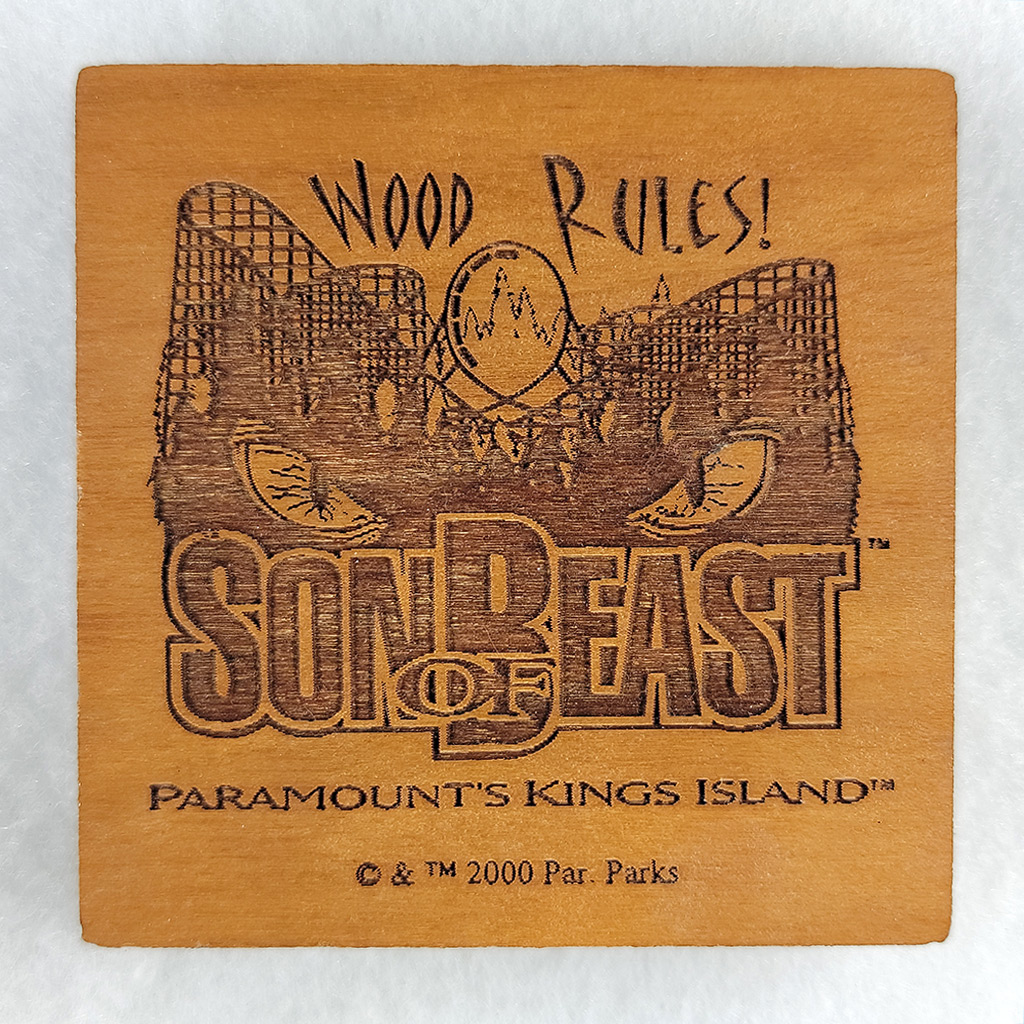 WOOD RULES!
SON OF BEAST™
PARAMOUNT'S KINGS ISLAND™
© & ™ 2000 Par. Parks